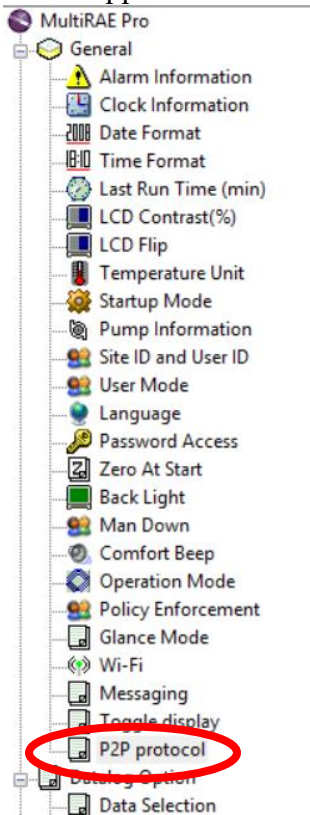 MultiRAE Pro
General
Alarm Information
Clock Information
2008 Date Format
18:10 Time Format
Last Run Time (min)
LCD Contrast(%)
LCD Flip
Temperature Unit
Startup Mode
Pump Information
Site ID and User ID
User Mode
Language
Password Access
Z Zero At Start
Back Light
Man Down
Comfort Beep
Operation Mode
Policy Enforcement
Glance Mode
Wi-Fi
Messaging
Toggle display
P2P protocol
Datalog Option
Data Selection